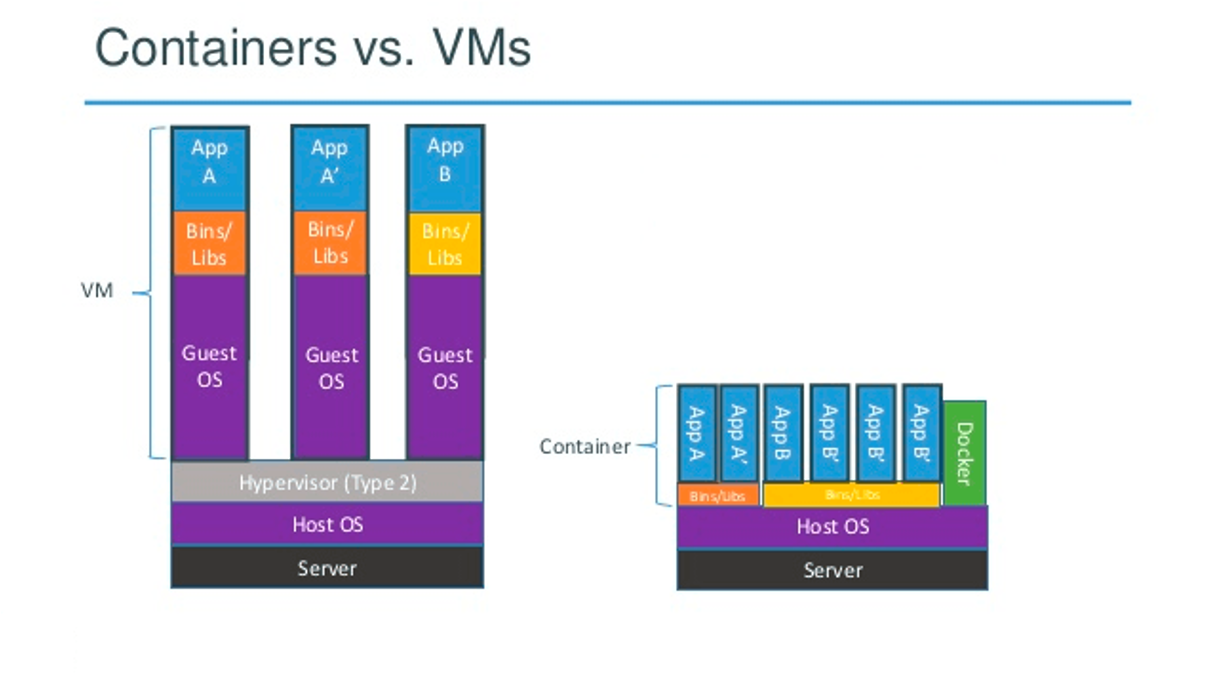 Containers vs. VMs
App
A
App
A’
App
B
Bins/
Libs
Bins/
Libs
Bins/
Libs
VM
Guest
OS
Guest
OS
Guest
OS
Hypervisor (Type 2)
Host OS
Server
Container
App A
App A’
App B
App B’
App B’
App B’
Docker
Bins/Libs
Bins/Libs
Host OS
Server